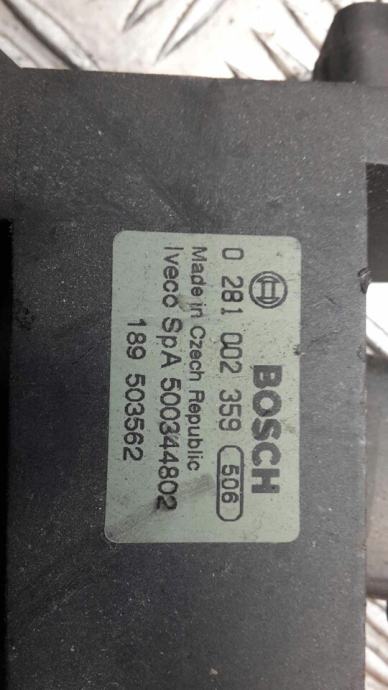 BOSCH
0 281 002 359 506
Made in Czech Republic
Iveco SpA 500344802
189 503562